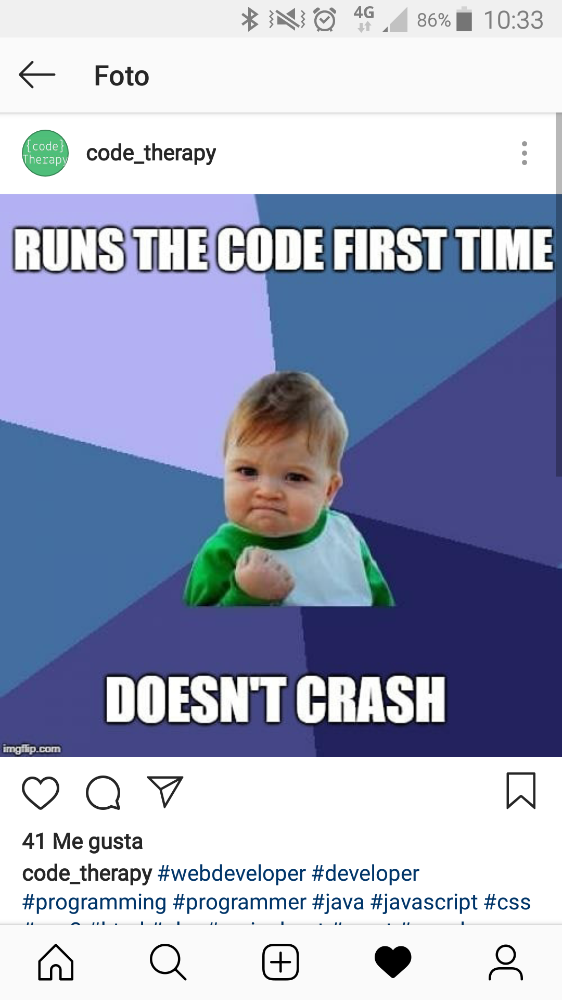 4G 86% 10:33
Foto
{code}
Therapy
code_therapy
RUNS THE CODE FIRST TIME
DOESN'T CRASH
imgflip.com
41 Me gusta
code_therapy #webdeveloper #developer
#programming #programmer #java #javascript #css